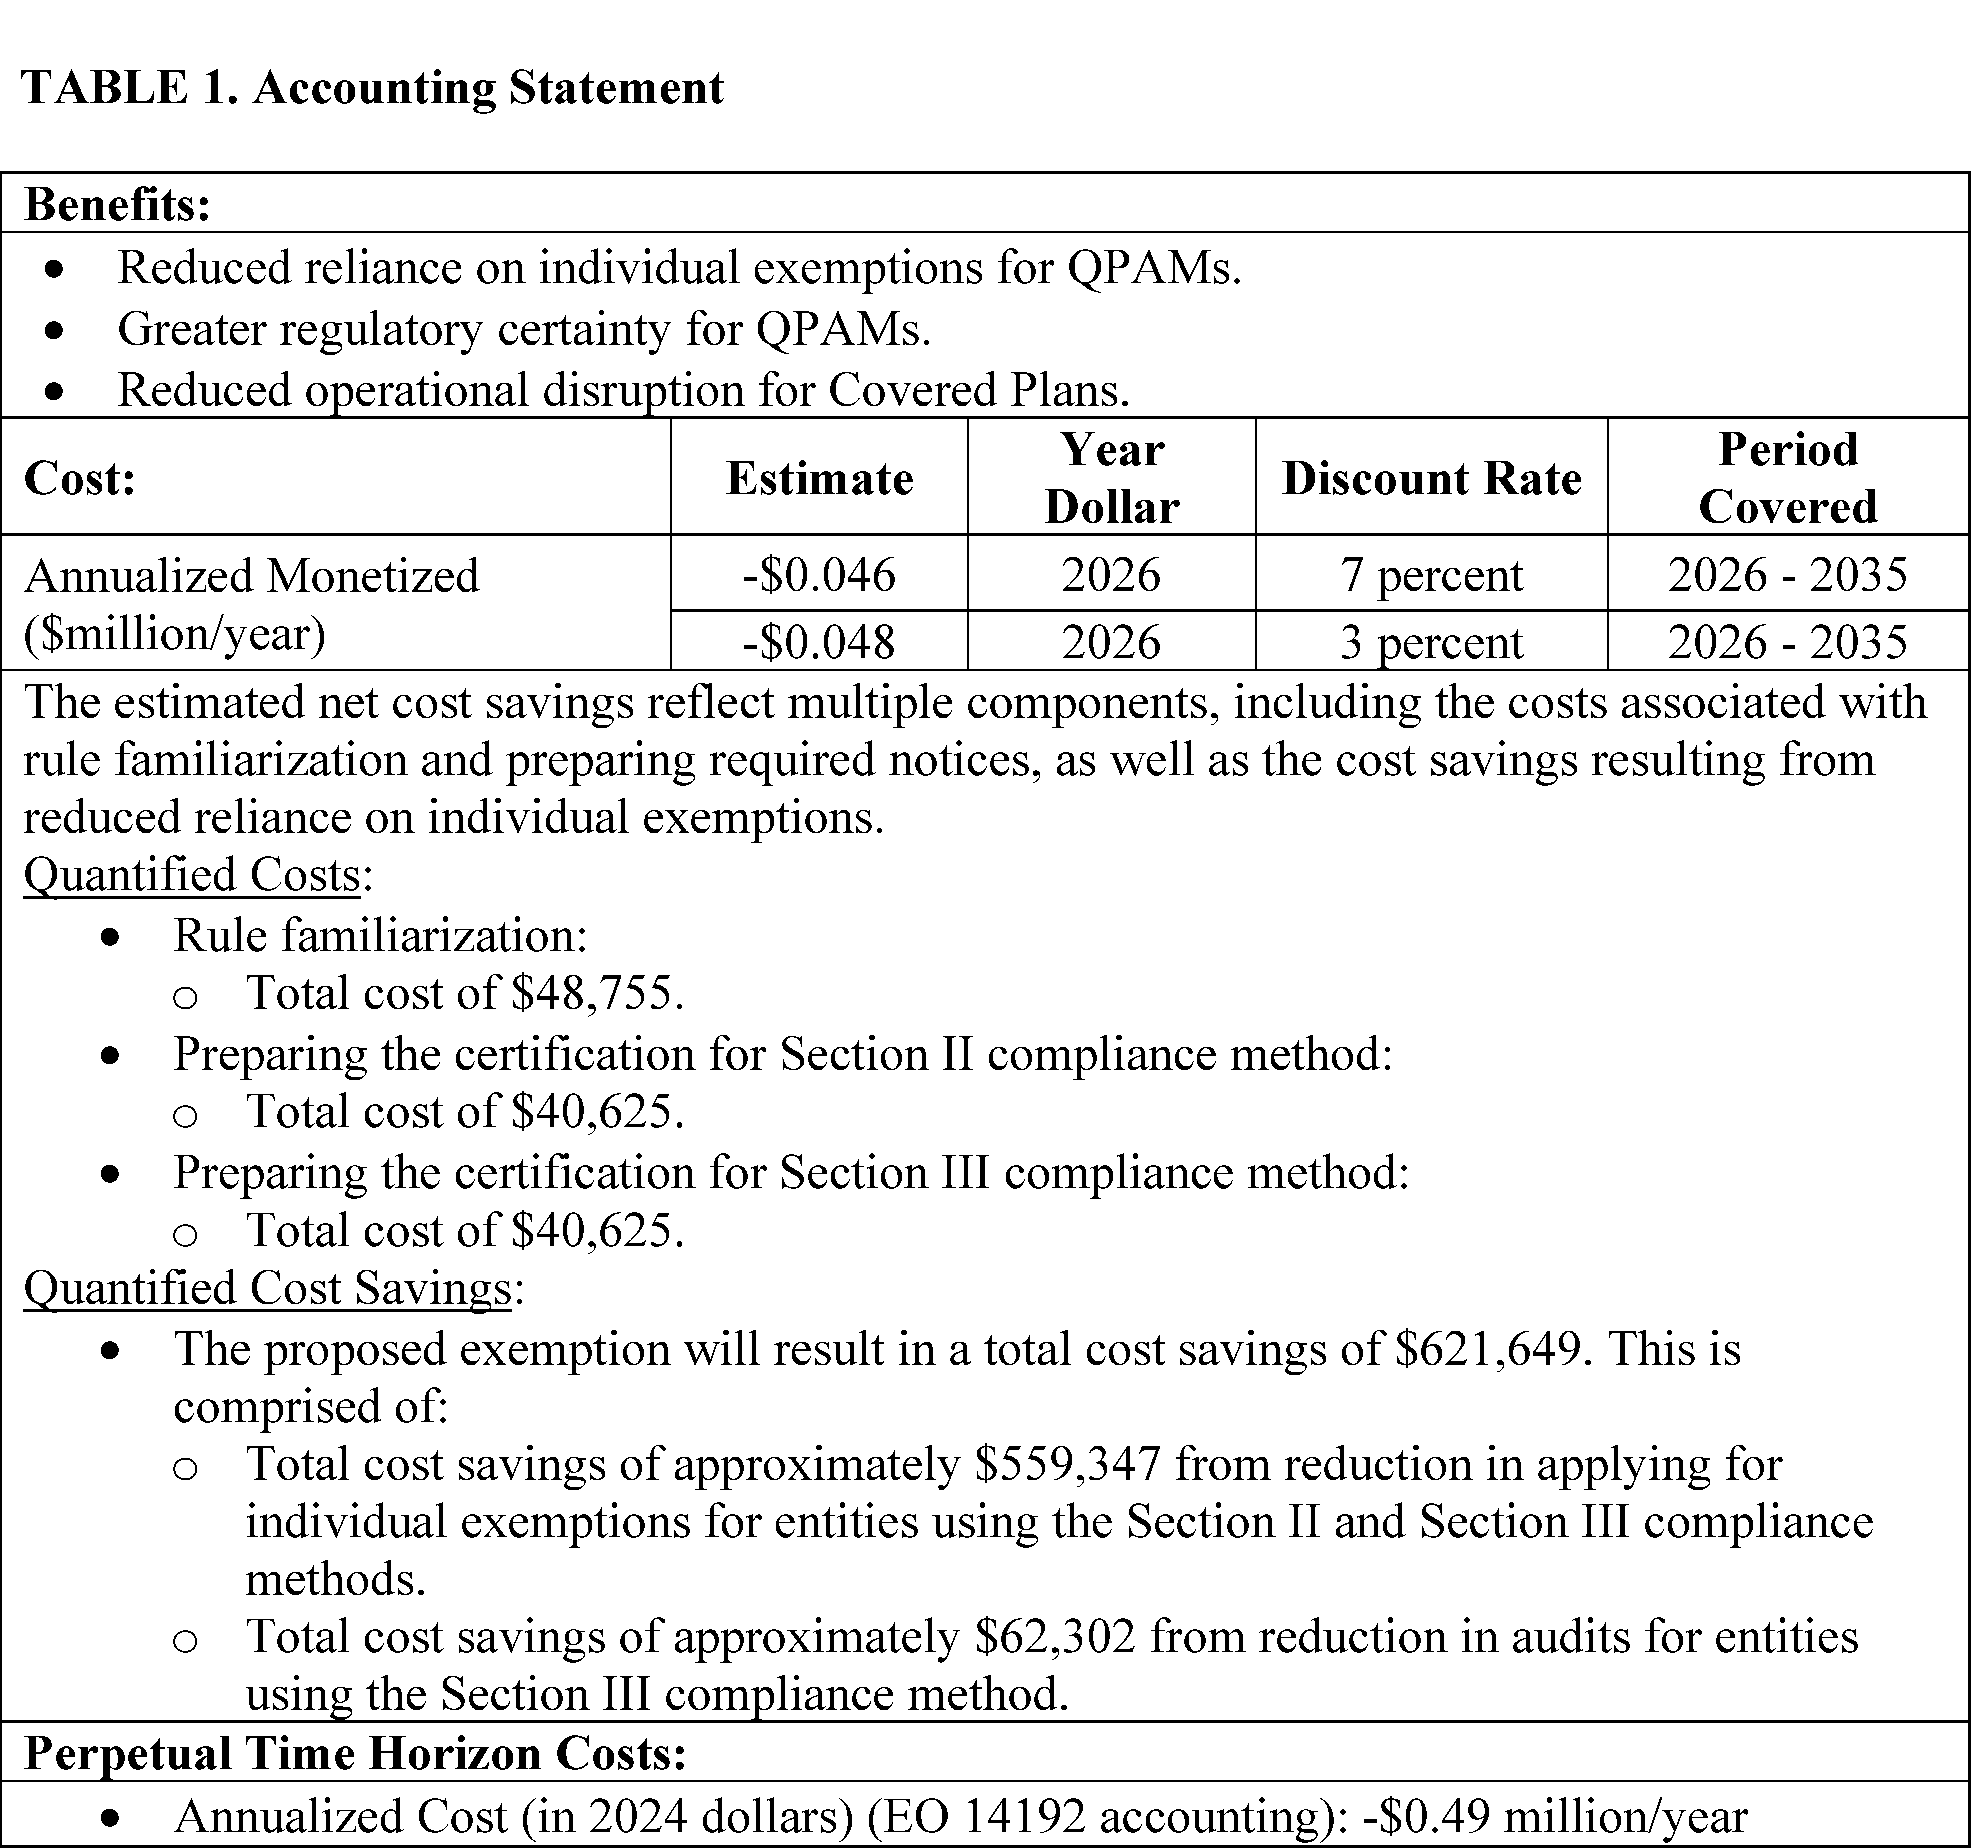 TABLE 1. Accounting Statement
Benefits:
• Reduced reliance on individual exemptions for QPAMs.
• Greater regulatory certainty for QPAMs.
• Reduced operational disruption for Covered Plans.
Cost: Estimate Year Dollar Discount Rate Period Covered
Annualized Monetized ($million/year) -$0.046 2026 7 percent 2026 - 2035
-$0.048 2026 3 percent 2026 - 2035
The estimated net cost savings reflect multiple components, including the costs associated with
rule familiarization and preparing required notices, as well as the cost savings resulting from
reduced reliance on individual exemptions.
Quantified Costs:
• Rule familiarization:
o Total cost of $48,755.
• Preparing the certification for Section II compliance method:
o Total cost of $40,625.
• Preparing the certification for Section III compliance method:
o Total cost of $40,625.
Quantified Cost Savings:
• The proposed exemption will result in a total cost savings of $621,649. This is
comprised of:
o Total cost savings of approximately $559,347 from reduction in applying for
individual exemptions for entities using the Section II and Section III compliance
methods.
o Total cost savings of approximately $62,302 from reduction in audits for entities
using the Section III compliance method.
Perpetual Time Horizon Costs:
• Annualized Cost (in 2024 dollars) (EO 14192 accounting): -$0.49 million/year